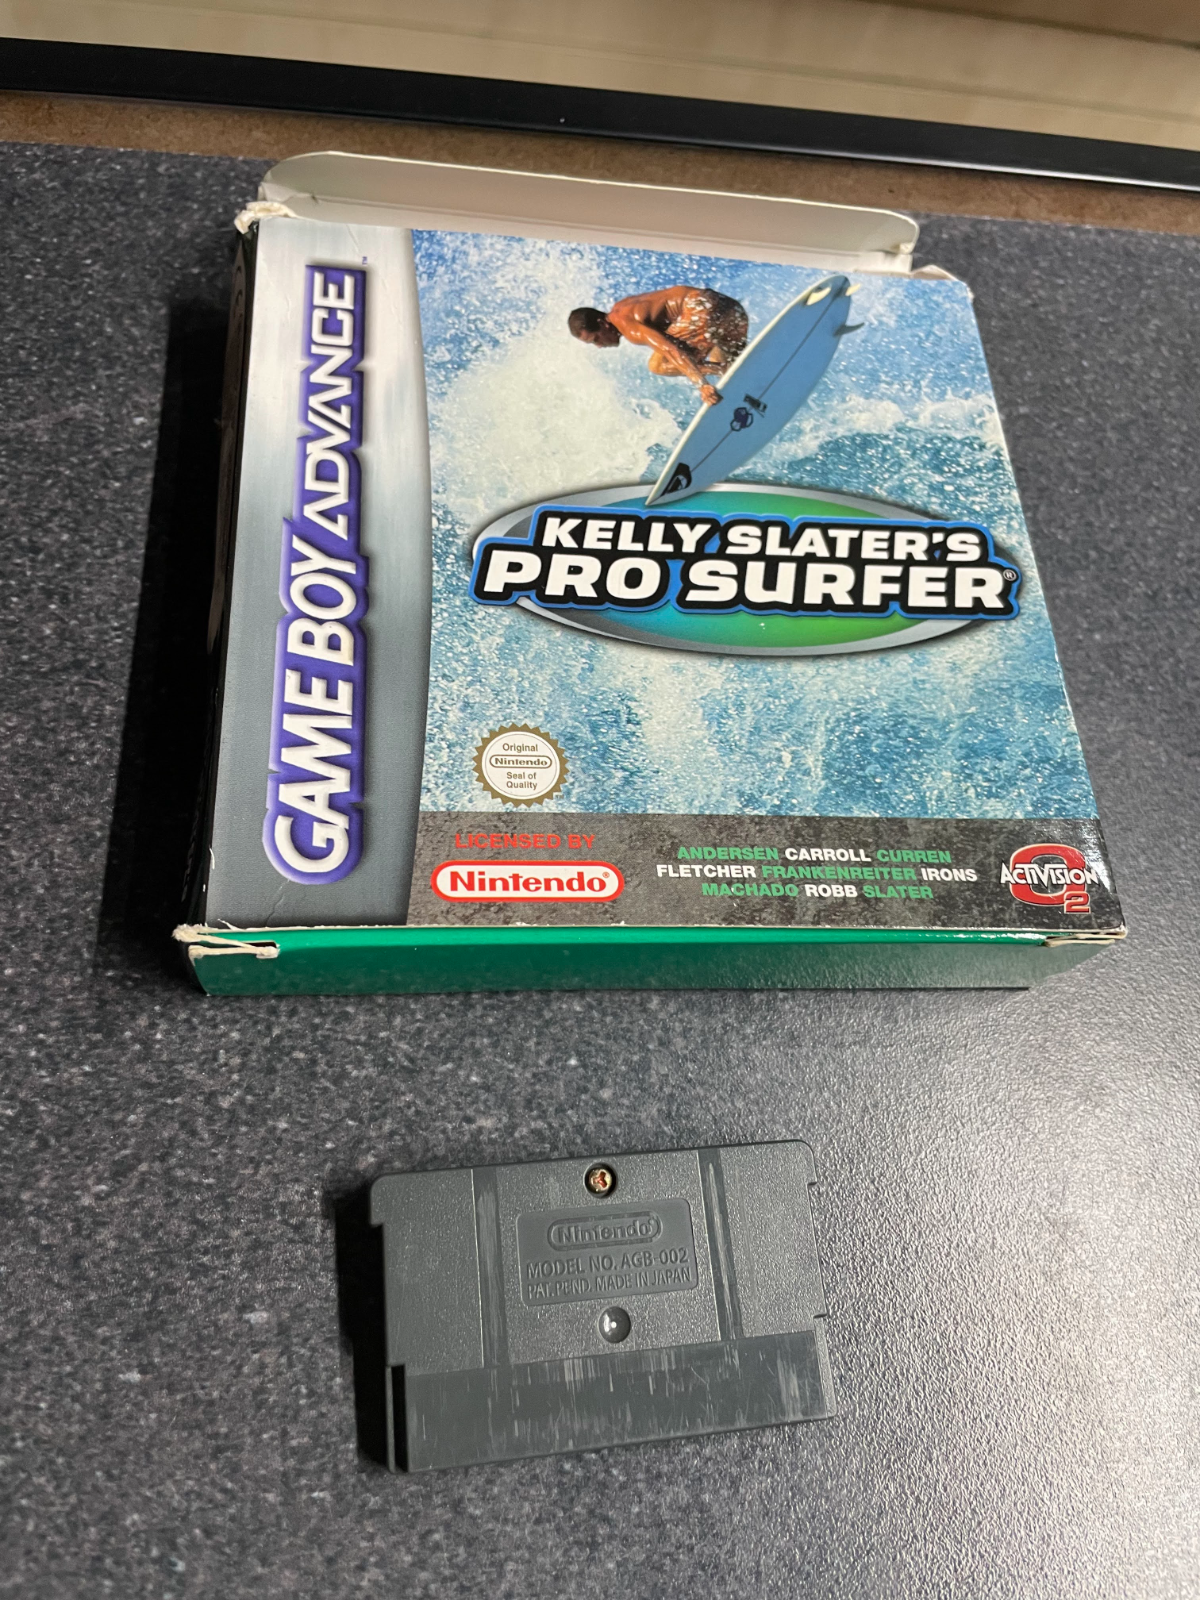 GAME BOY ADVANCE™
KELLY SLATER'S
PRO SURFER®
Original
Nintendo
Seal of
Quality
LICENSED BY
Nintendo®
ANDERSEN CARROLL CURREN
FLETCHER FRANKENREITER IRONS
MACHADO ROBB SLATER
ACTIVISION
O2
Nintendo®
MODEL NO. AGB-002
PAT. PEND. MADE IN JAPAN